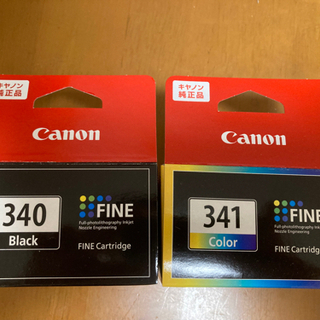 キヤノン
純正品
Canon
340
Black
FINE
Full-photolithography Inkjet
Nozzle Engineering
FINE Cartridge
キヤノン
純正品
Canon
341
Color
FINE
Full-photolithography Inkjet
Nozzle Engineering
FINE Cartridge